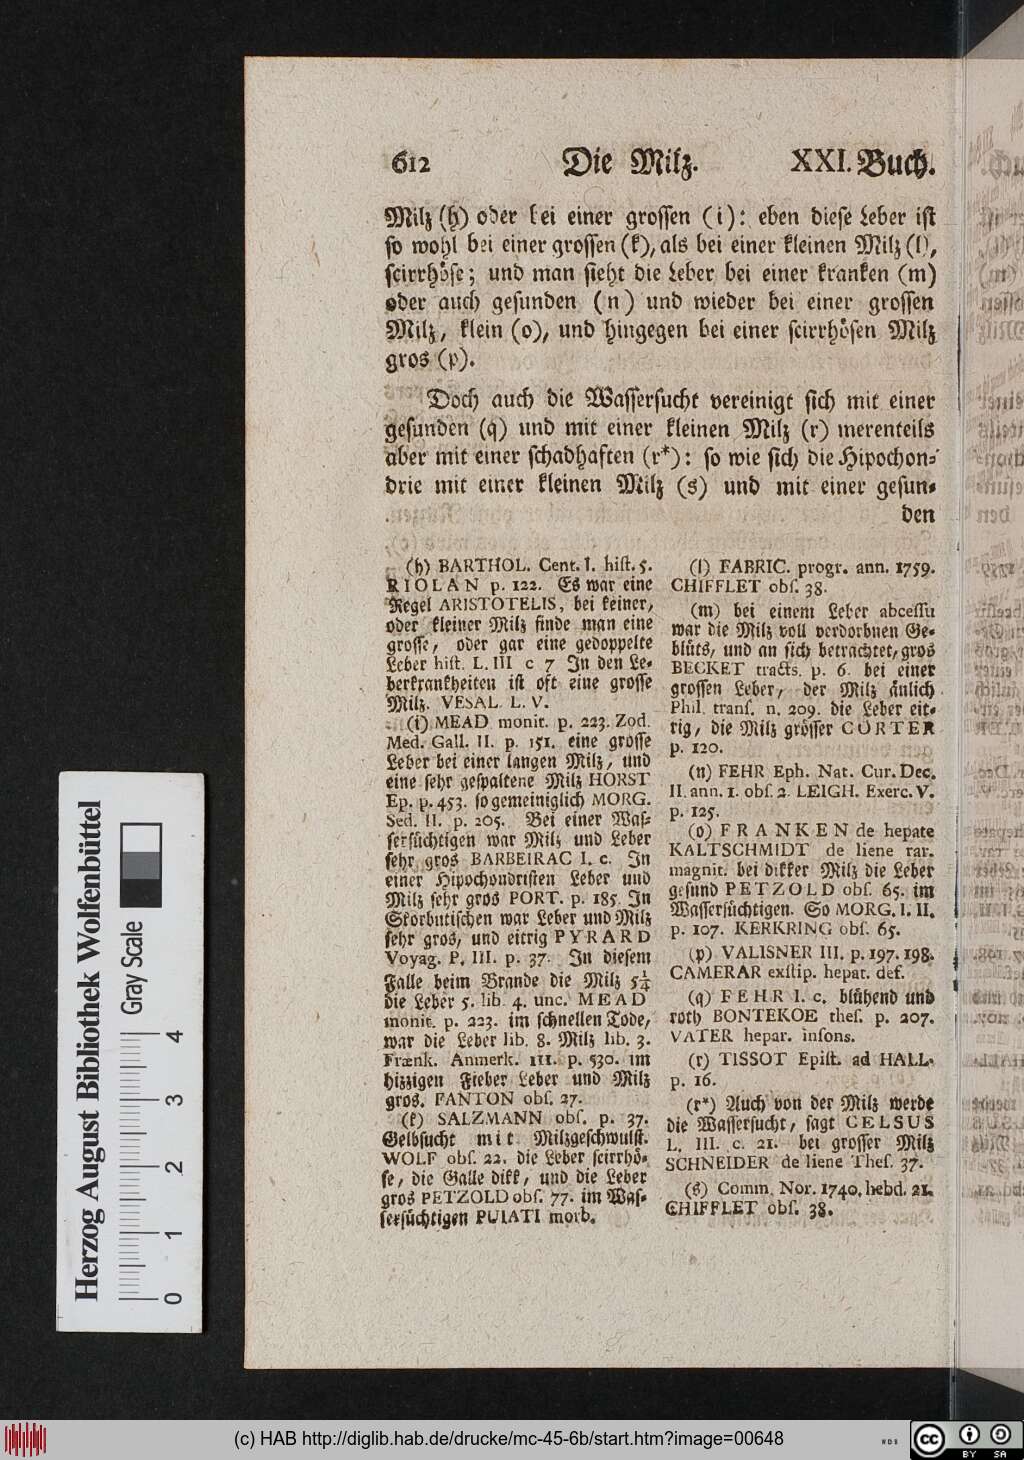 612 Die Milz. XXI. Buch.
Milz (h) oder bei einer grossen (i): eben diese Leber ist
so wohl bei einer grossen (k), als bei einer kleinen Milz (l),
scirrhöse; und man sieht die Leber bei einer kranken (m)
oder auch gesunden (n) und wieder bei einer grossen
Milz, klein (o), und hingegen bei einer scirrhösen Milz
gros (p).
Doch auch die Wassersucht vereinigt sich mit einer
gesunden (q) und mit einer kleinen Milz (r) merenteils
aber mit einer schadhaften (r*): so wie sich die Hipochon-
drie mit einer kleinen Milz (s) und mit einer gesun-
den
(h) BARTHOL. Cent. I. hist. 5.
RIOLAN p. 122. Es war eine
Regel ARISTOTELIS, bei keiner,
oder kleiner Milz finde man eine
grosse, oder gar eine gedoppelte
Leber hist. L. III c 7 In den Le-
berkrankheiten ist oft eine grosse
Milz. VESAL. L. V.
(i) MEAD monit. p. 223. Zod.
Med. Gall. II. p. 151. eine grosse
Leber bei einer langen Milz, und
eine sehr gespaltene Milz HORST
Ep. p. 453. so gemeiniglich MORG.
Sed. II. p. 205. Bei einer Was-
sersüchtigen war Milz und Leber
sehr gros BARBEIRAC l. c. In
einer Hipochondristen Leber und
Milz sehr gros PORT. p. 185. In
Skorbutischen war Leber und Milz
sehr gros, und eitrig PYRARD
Voyag. P. III. p. 37. In diesem
Falle beim Brande die Milz 5¼
die Leber 5. lib. 4. unc. MEAD
monit. p. 223. im schnellen Tode,
war die Leber lib. 8. Milz lib. 3.
Frænk. Anmerk. III. p. 530. im
hizzigen Fieber Leber und Milz
gros. FANTON obs. 27.
(k) SALZMANN obs. p. 37.
Gelbsucht mit Milzgeschwulst.
WOLF obs. 22. die Leber scirrhö-
se, die Galle dikk, und die Leber
gros PETZOLD obs. 77. im Was-
sersüchtigen PUIATI morb.
(l) FABRIC. progr. ann. 1759.
CHIFFLET obs. 38.
(m) bei einem Leber abcessu
war die Milz voll verdorbnen Ge-
blüts, und an sich betrachtet, gros
BECKET tracts. p. 6. bei einer
grossen Leber, der Milz änlich
Phil. trans. n. 209. die Leber eit-
rig, die Milz grösser CORTER
p. 120.
(n) FEHR Eph. Nat. Cur. Dec.
II. ann. 1. obs. 2. LEIGH. Exerc. V.
p. 125.
(o) FRANKEN de hepate
KALTSCHMIDT de liene rar.
magnit. bei dikker Milz die Leber
gesund PETZOLD obs. 65. im
Wassersüchtigen. So MORG. I. II.
p. 107. KERKRING obs. 65.
(p) VALISNER III. p. 197. 198.
CAMERAR exstip. hepat. def.
(q) FEHR l. c. blühend und
roth BONTEKOE thes. p. 207.
VATER hepar. insons.
(r) TISSOT Epist. ad HALL.
p. 16.
(r*) Auch von der Milz werde
die Wassersucht, sagt CELSUS
L. III. c. 21. bei grosser Milz
SCHNEIDER de liene Thes. 37.
(s) Comm. Nor. 1740. hebd. 21.
CHIFFLET obs. 38.
Herzog August Bibliothek Wolfenbüttel
Gray Scale
0 1 2 3 4
(c) HAB http://diglib.hab.de/drucke/mc-45-6b/start.htm?image=00648
WDB
cc BY SA